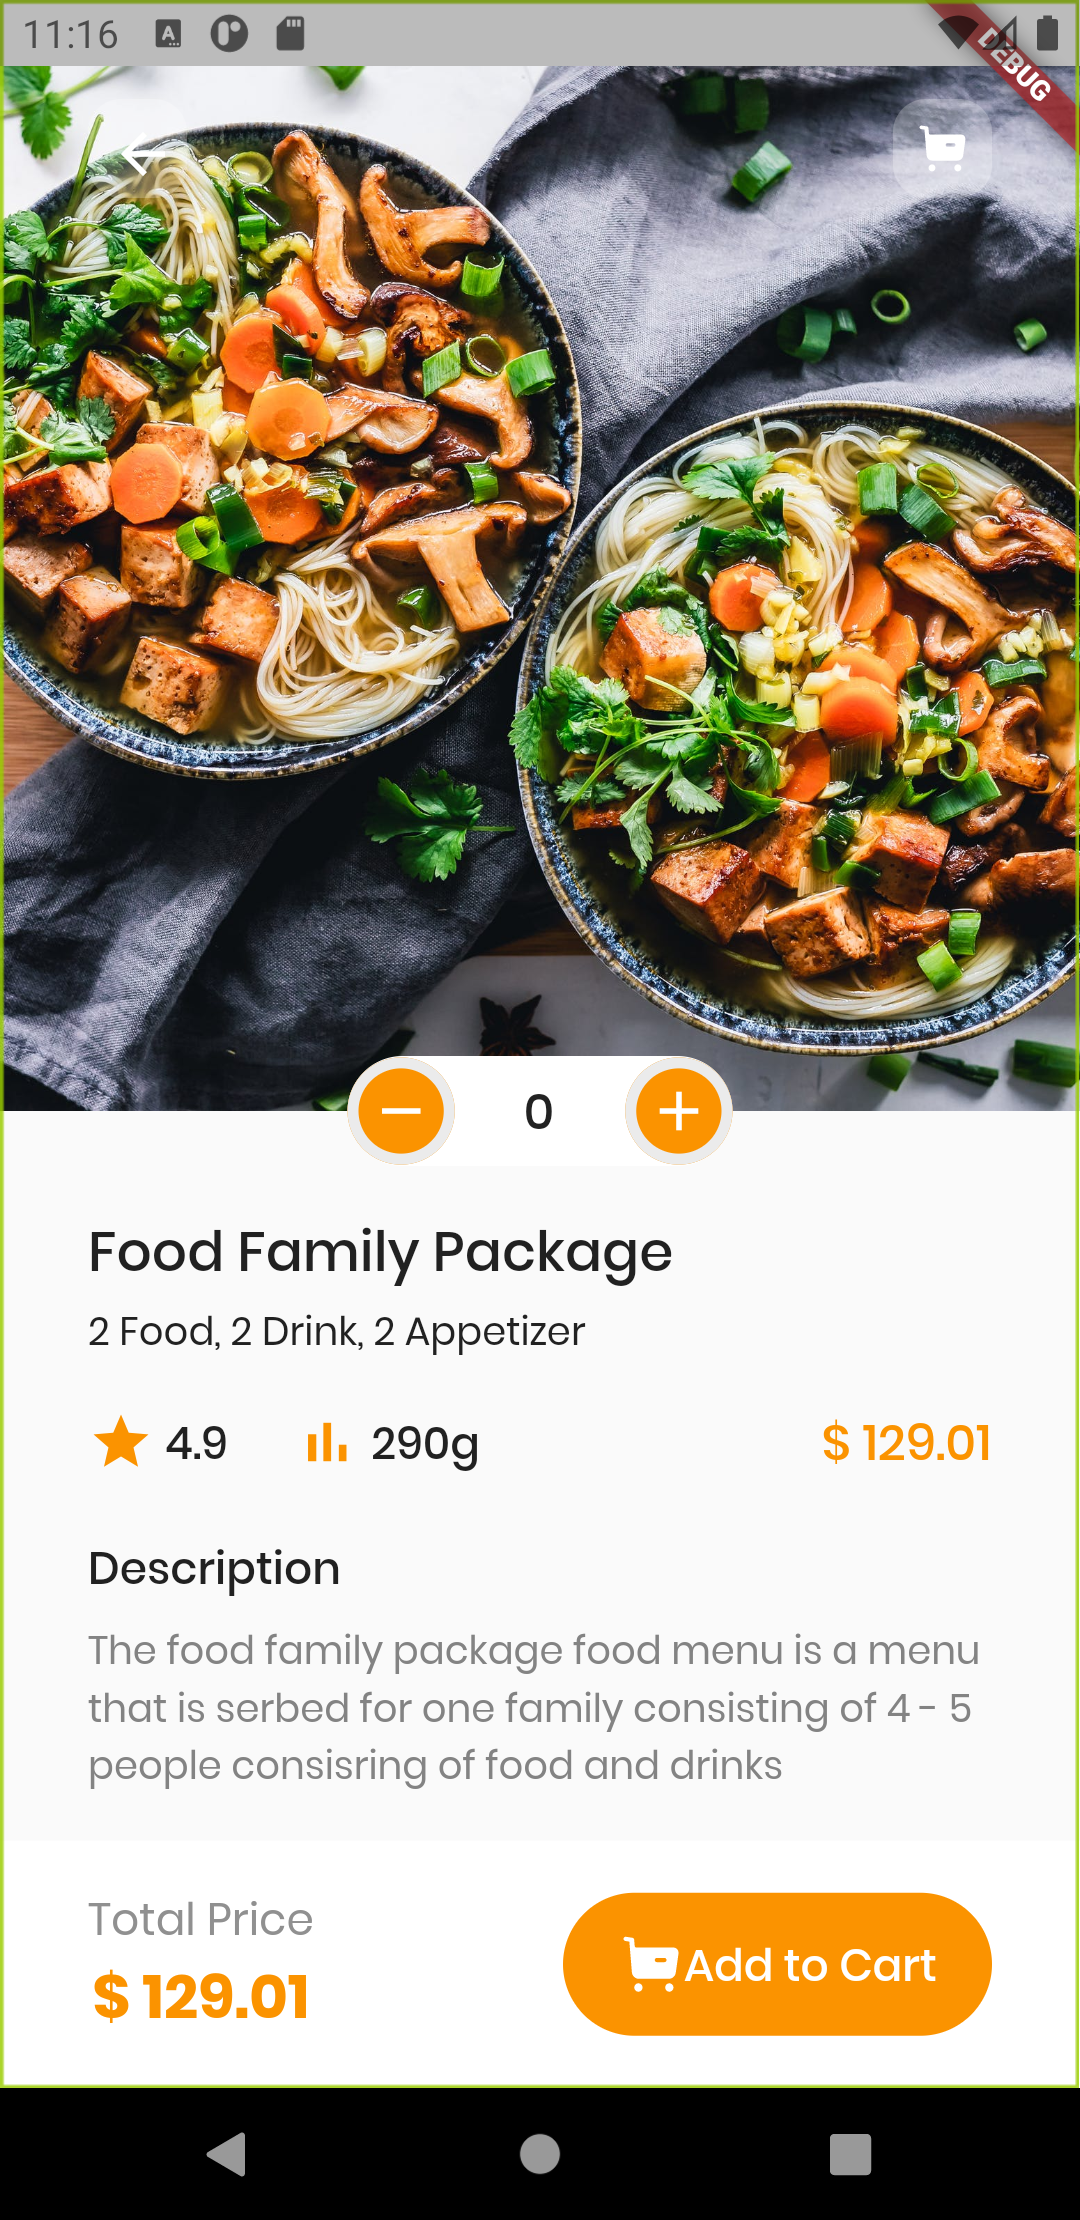 11:16
DEBUG
0
Food Family Package
2 Food, 2 Drink, 2 Appetizer
4.9 290g $ 129.01
Description
The food family package food menu is a menu
that is serbed for one family consisting of 4 - 5
people consisring of food and drinks
Total Price
$ 129.01
Add to Cart